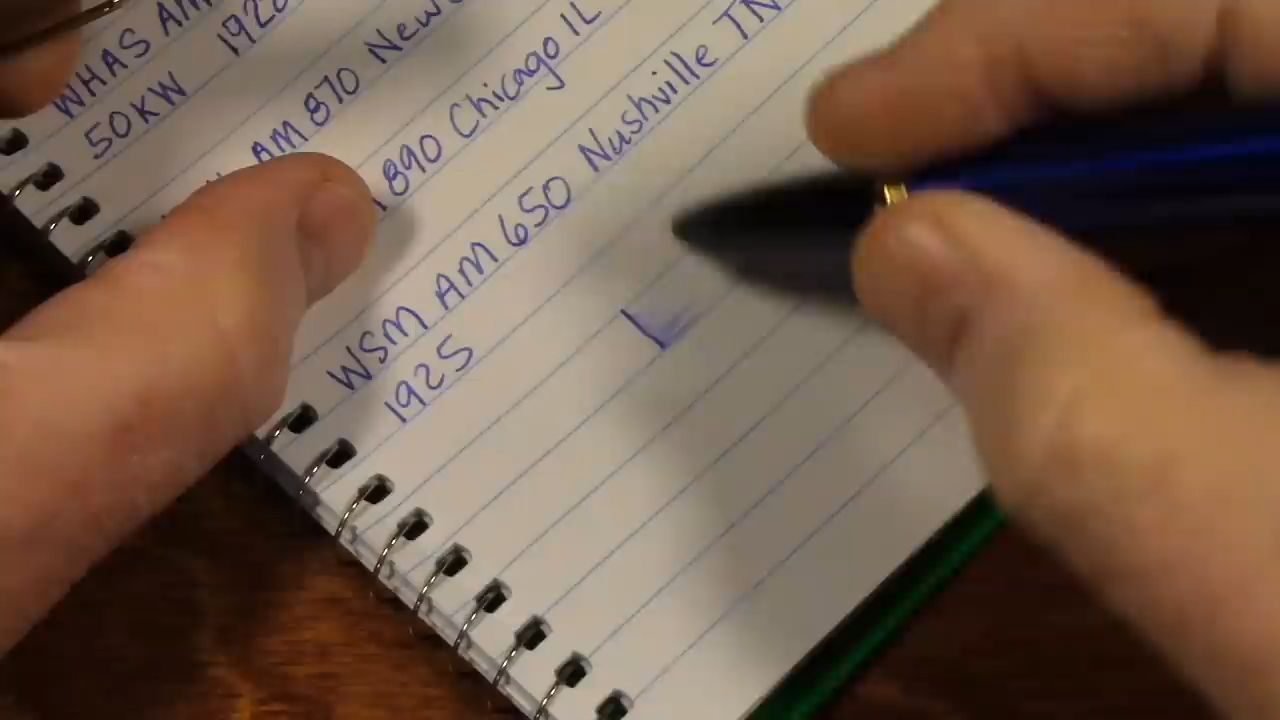 WHAS AM
50KW 192
AM 870 New
890 Chicago IL
WSM AM 650 Nashville TN
1925
L